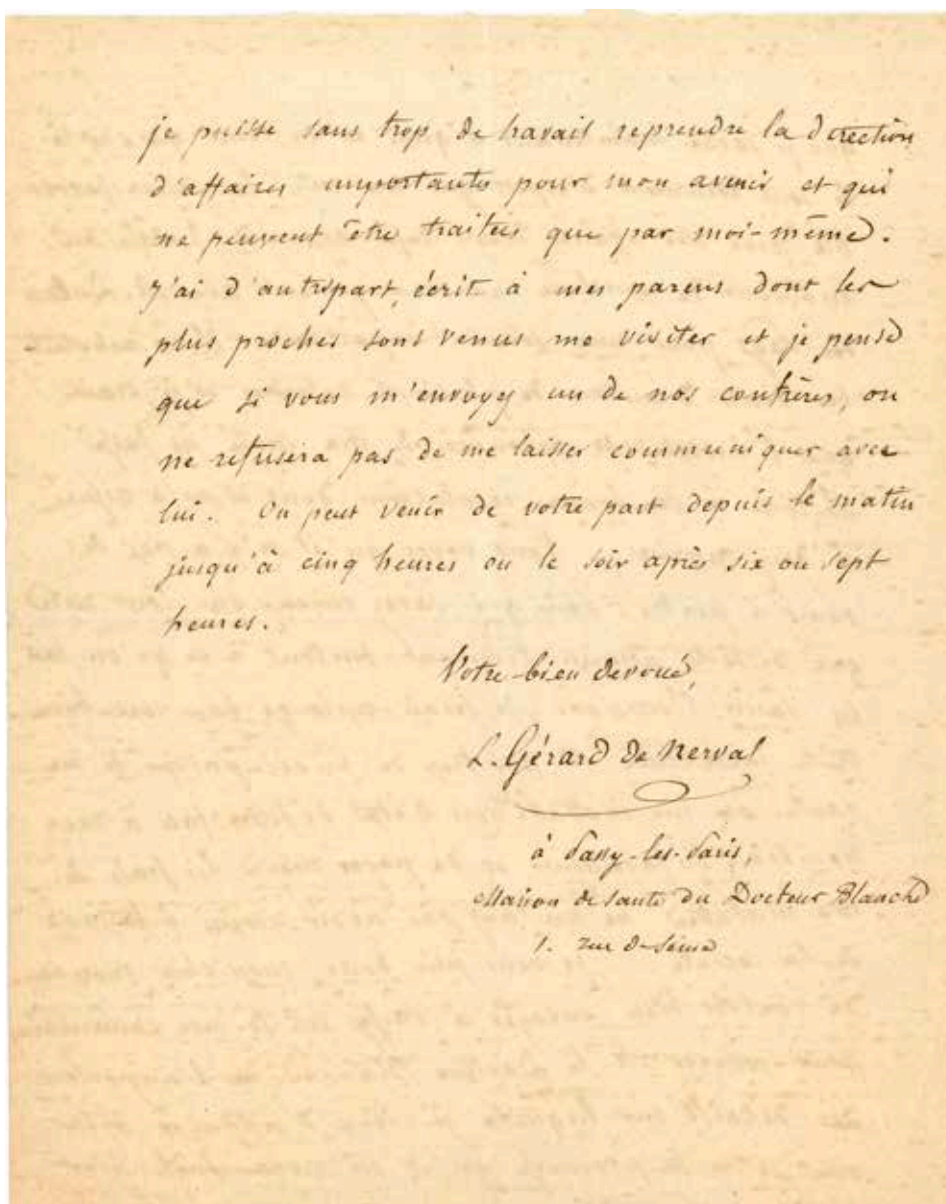 je puisse sans trop de travail reprendre la direction
d'affaires importantes pour mon avenir et qui
ne peuvent être traitées que par moi-même.
J'ai d'autre part, écrit à mes parens dont les
plus proches sont venus me visiter et je pense
que si vous m'envoyez un de nos confrères, on
ne refusera pas de me laisser communiquer avec
lui. On peut venir de votre part depuis le matin
jusqu'à cinq heures ou le soir après six ou sept
heures.
Votre bien devoué,
L. Gérard de Nerval
à Passy-les-Paris,
Maison de santé du Docteur Blanche
1. rue de Seine